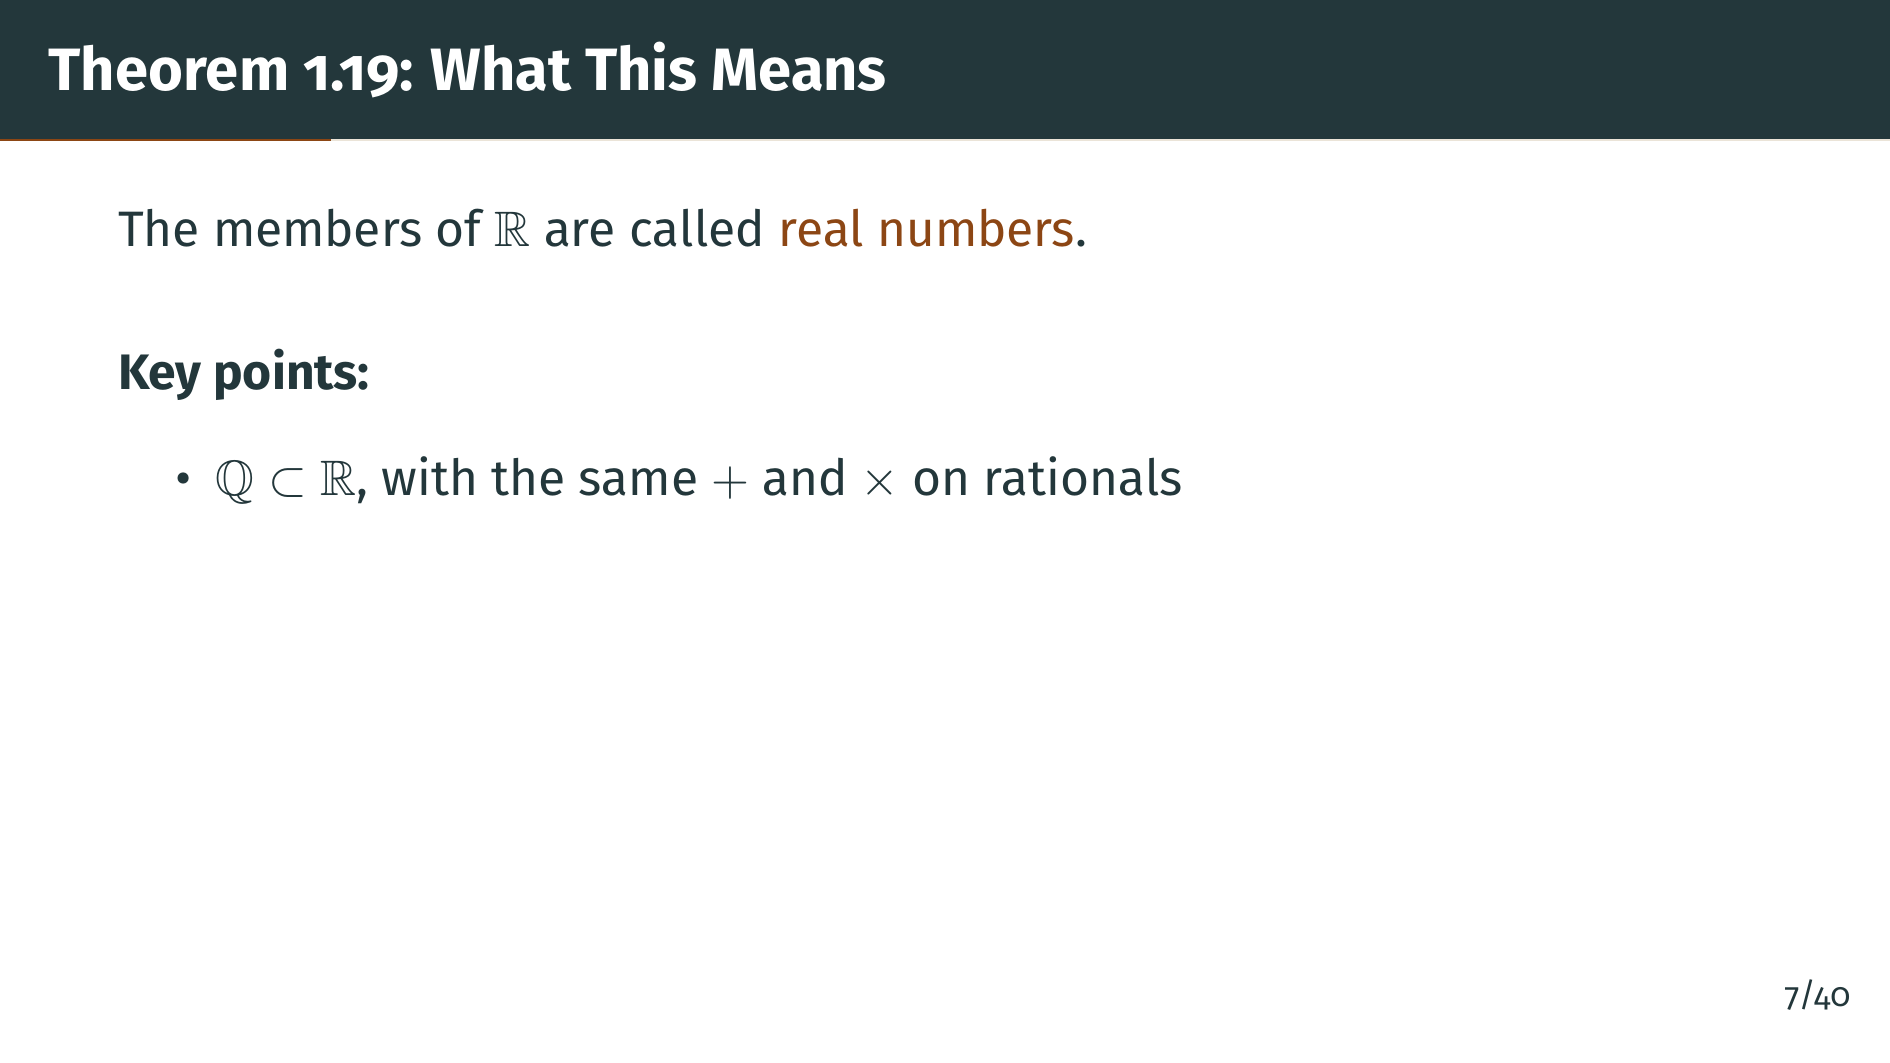 Theorem 1.19: What This Means
The members of ℝ are called real numbers.
Key points:
• ℚ ⊂ ℝ, with the same + and × on rationals
7/40